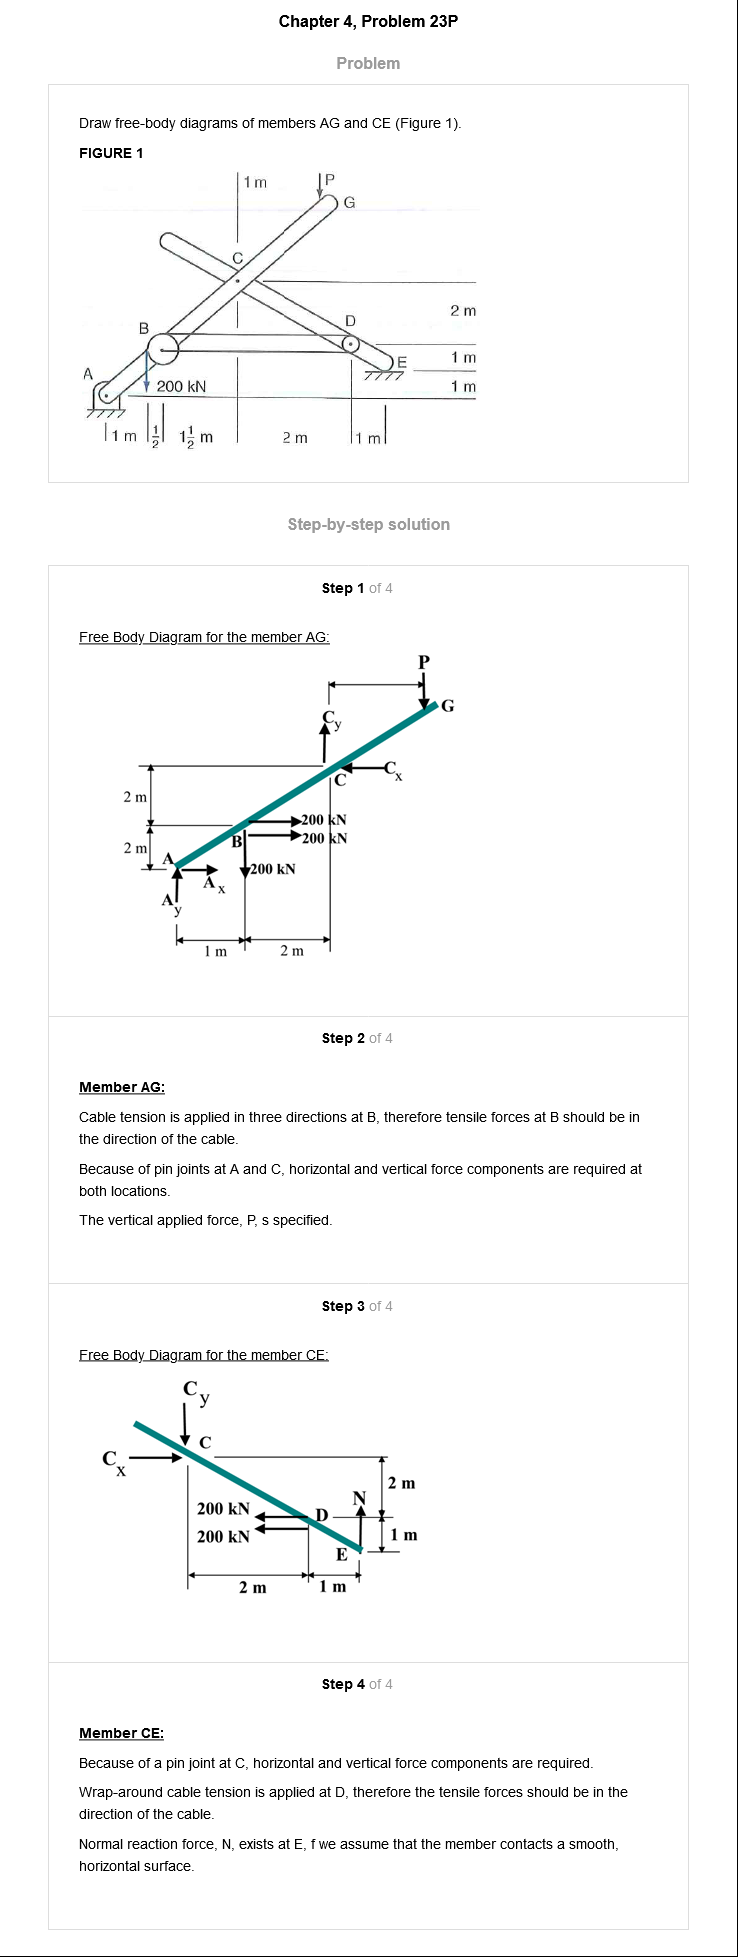 Chapter 4, Problem 23P
Problem
Draw free-body diagrams of members AG and CE (Figure 1).
FIGURE 1
1 m
P
G
C
2 m
D
B
1 m
E
A
200 kN
1 m
1 m
1/2
1 1/2 m
2 m
1 m
Step-by-step solution
Step 1 of 4
Free Body Diagram for the member AG:
P
G
Cy
C
Cx
2 m
200 kN
B
200 kN
2 m
A
200 kN
Ax
Ay
1 m
2 m
Step 2 of 4
Member AG:
Cable tension is applied in three directions at B, therefore tensile forces at B should be in
the direction of the cable.
Because of pin joints at A and C, horizontal and vertical force components are required at
both locations.
The vertical applied force, P, s specified.
Step 3 of 4
Free Body Diagram for the member CE:
Cy
C
Cx
2 m
200 kN
D
N
200 kN
1 m
E
2 m
1 m
Step 4 of 4
Member CE:
Because of a pin joint at C, horizontal and vertical force components are required.
Wrap-around cable tension is applied at D, therefore the tensile forces should be in the
direction of the cable.
Normal reaction force, N, exists at E, f we assume that the member contacts a smooth,
horizontal surface.